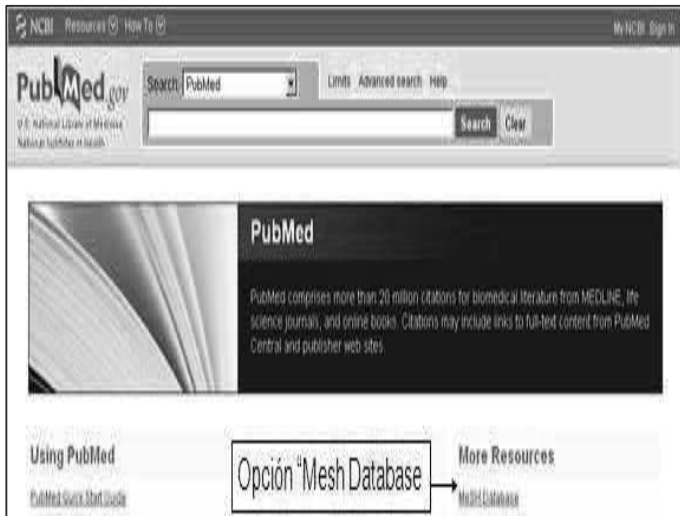 NCBI Resources How To My NCBI Sign In
PubMed.gov
U.S. National Library of Medicine
National Institutes of Health
Search: PubMed
Limits Advanced search Help
Search Clear
PubMed
PubMed comprises more than 20 million citations for biomedical literature from MEDLINE, life
science journals, and online books. Citations may include links to full-text content from PubMed
Central and publisher web sites.
Using PubMed
PubMed Quick Start Guide
Opción “Mesh Database
More Resources
MeSH Database